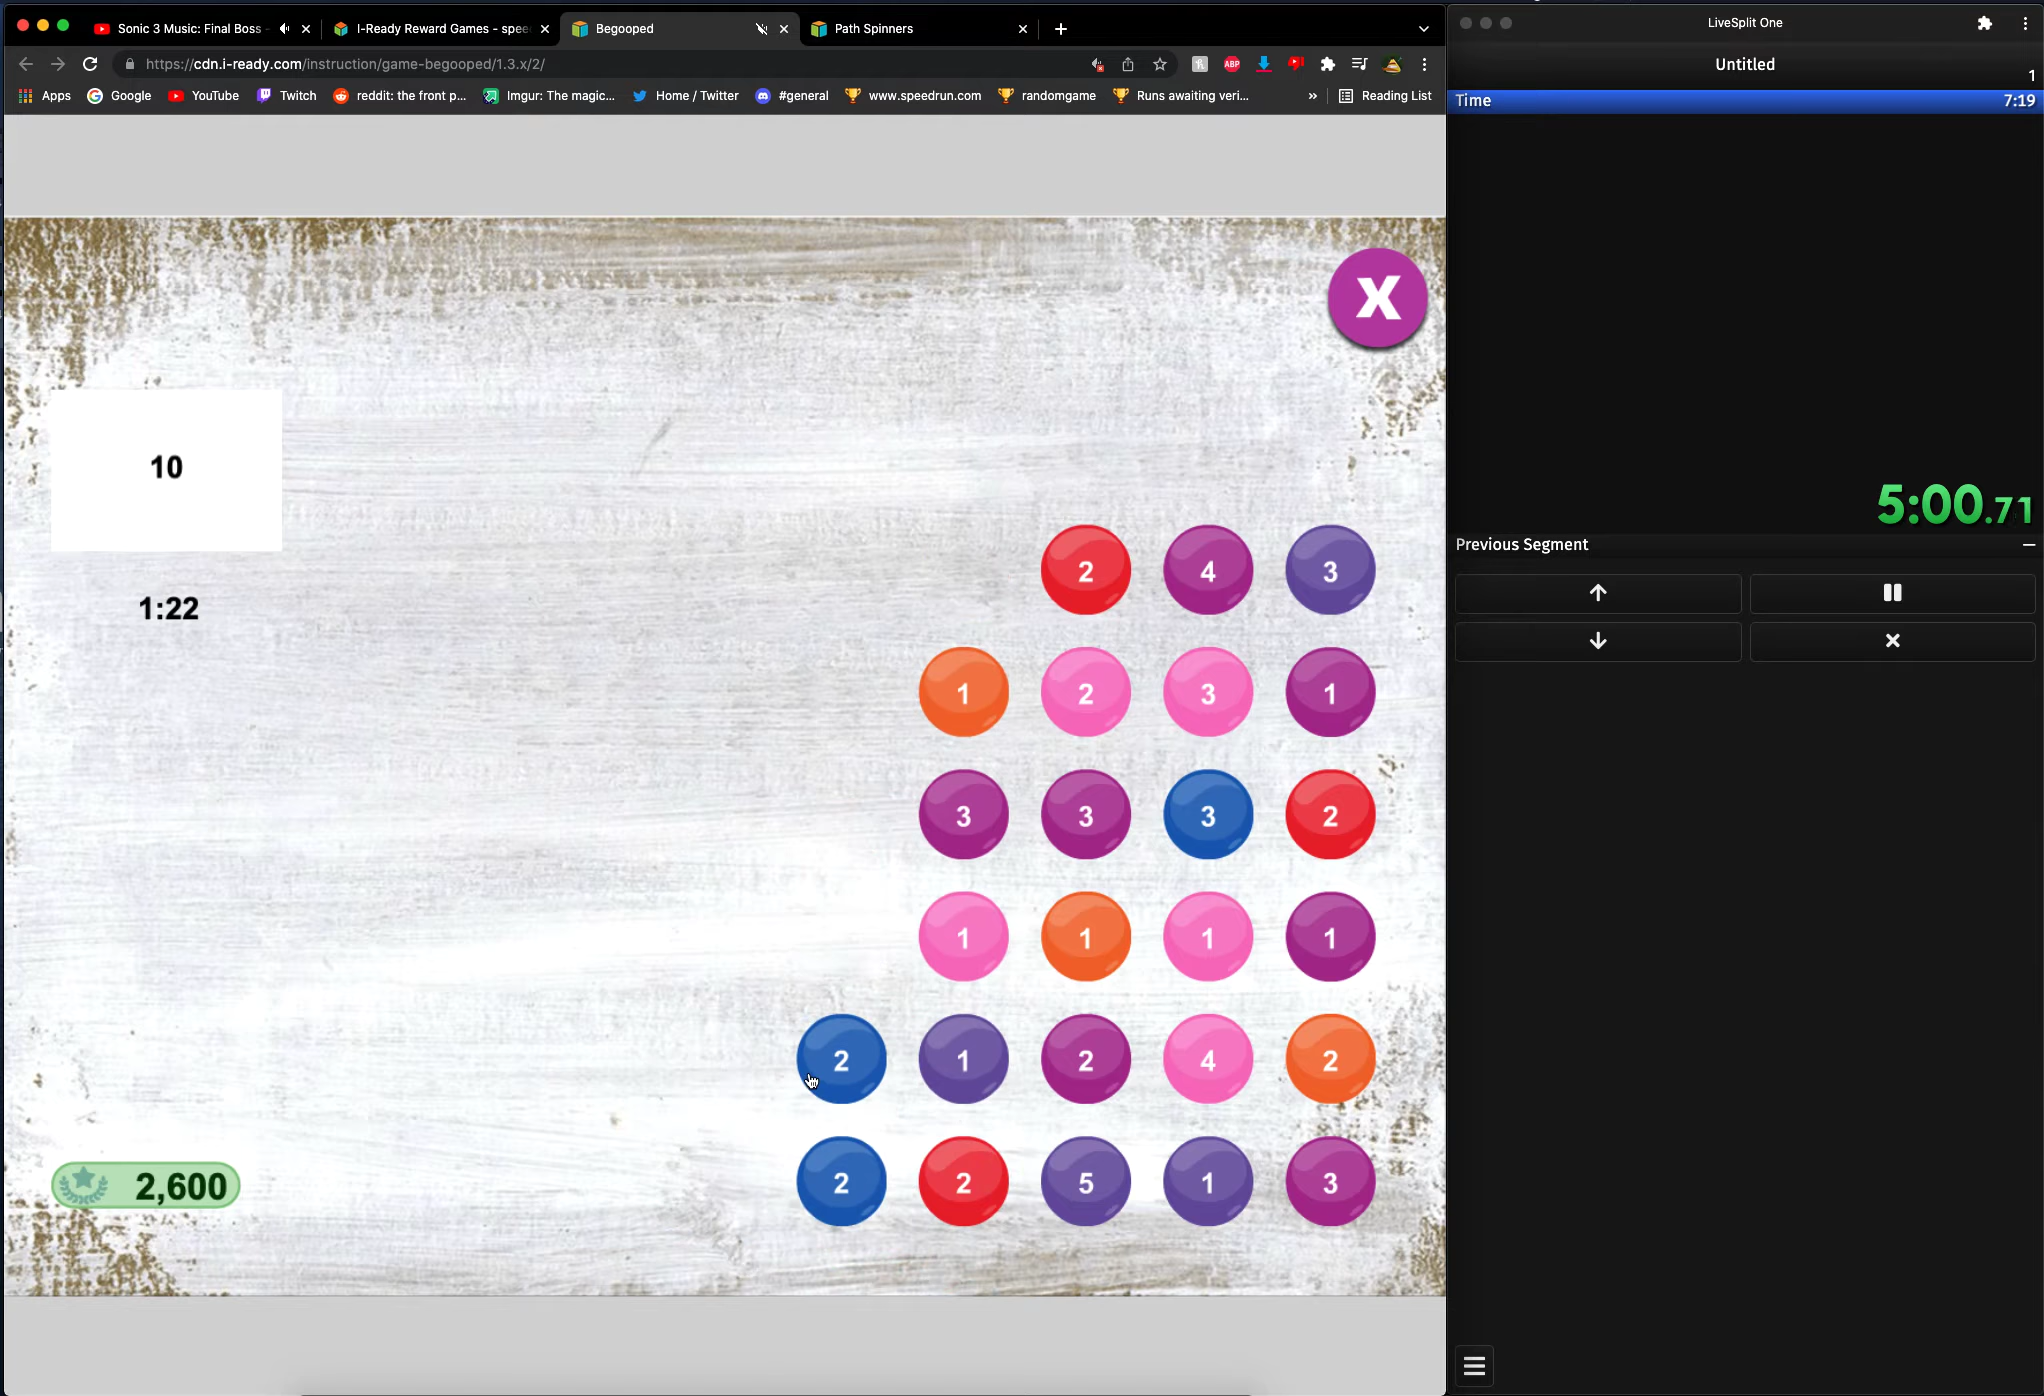 Sonic 3 Music: Final Boss -
I-Ready Reward Games - spee
Begooped
Path Spinners
LiveSplit One
https://cdn.i-ready.com/instruction/game-begooped/1.3.x/2/
ABP
Untitled
1
Apps
Google
YouTube
Twitch
reddit: the front p...
Imgur: The magic...
Home / Twitter
#general
www.speedrun.com
randomgame
Runs awaiting veri...
»
Reading List
Time
7:19
X
10
1:22
5:00.71
Previous Segment
—
2 4 3
1 2 3 1
3 3 3 2
1 1 1 1
2 1 2 4 2
2 2 5 1 3
2,600